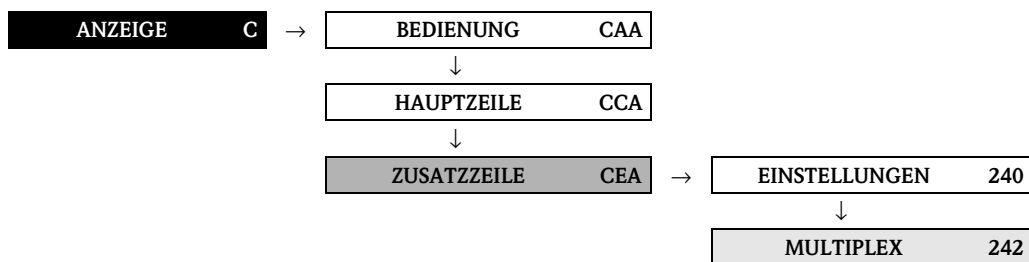 ANZEIGE C → BEDIENUNG CAA
↓
HAUPTZEILE CCA
↓
ZUSATZZEILE CEA → EINSTELLUNGEN 240
↓
MULTIPLEX 242